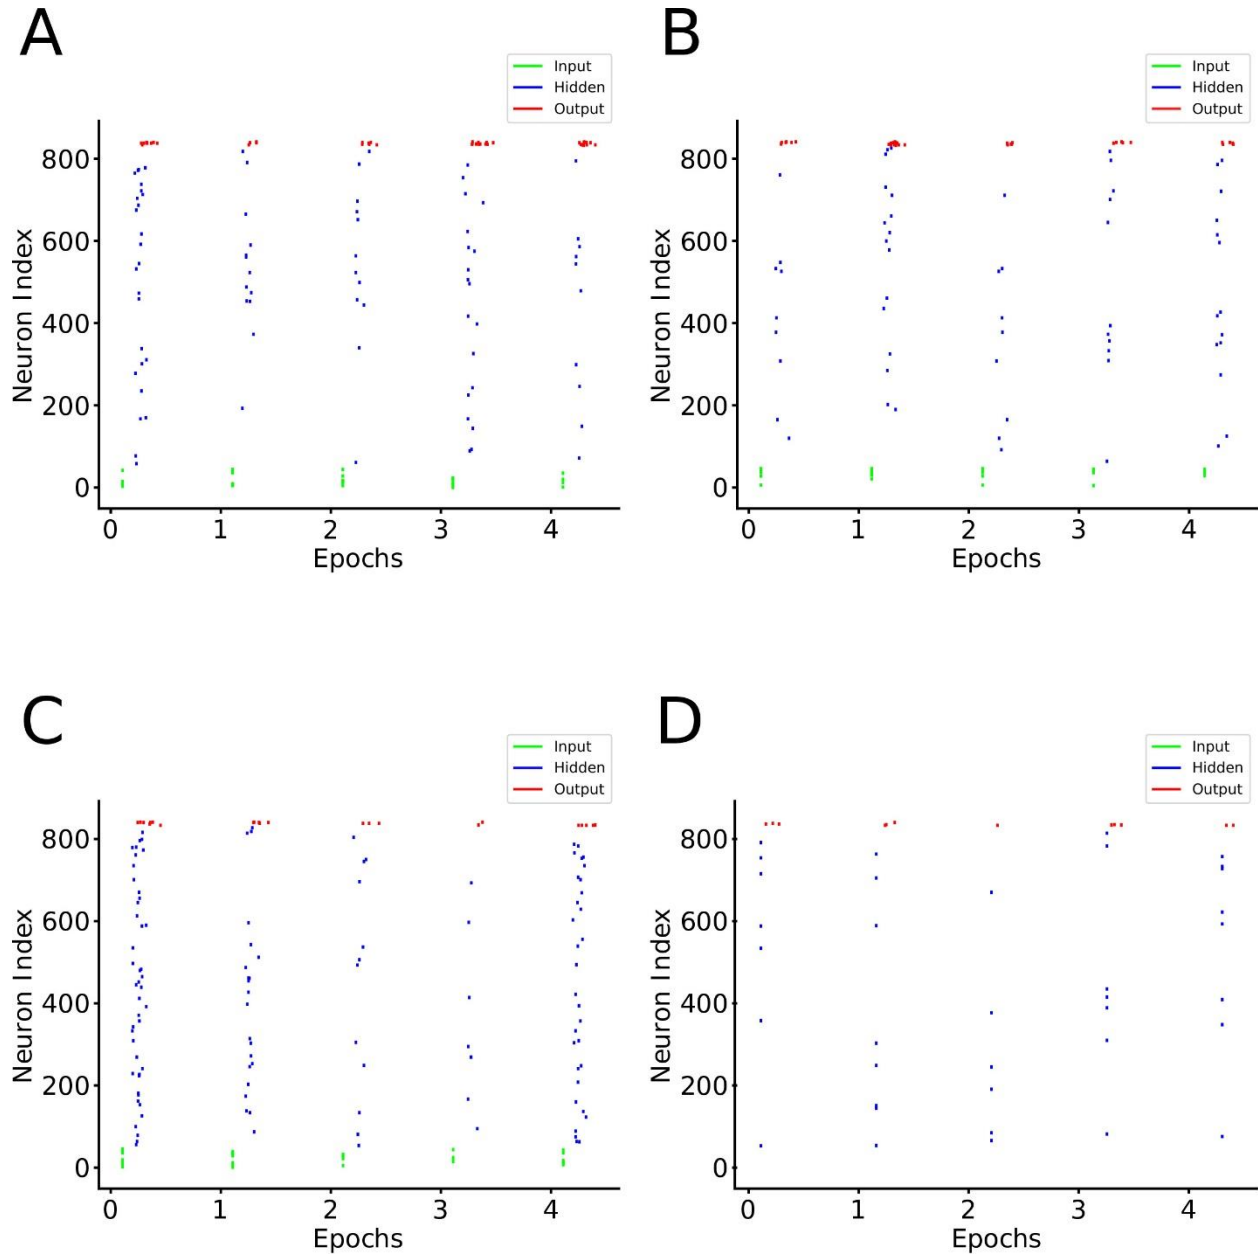 A
Input
Hidden
Output
800
600
400
200
0
Neuron Index
0 1 2 3 4
Epochs
B
Input
Hidden
Output
800
600
400
200
0
Neuron Index
0 1 2 3 4
Epochs
C
Input
Hidden
Output
800
600
400
200
0
Neuron Index
0 1 2 3 4
Epochs
D
Input
Hidden
Output
800
600
400
200
0
Neuron Index
0 1 2 3 4
Epochs